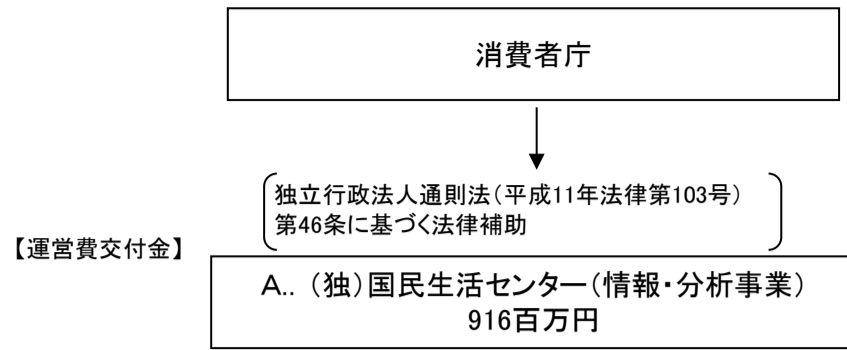 消費者庁
独立行政法人通則法（平成11年法律第103号）
第46条に基づく法律補助
【運営費交付金】
A..（独）国民生活センター（情報・分析事業）
916百万円